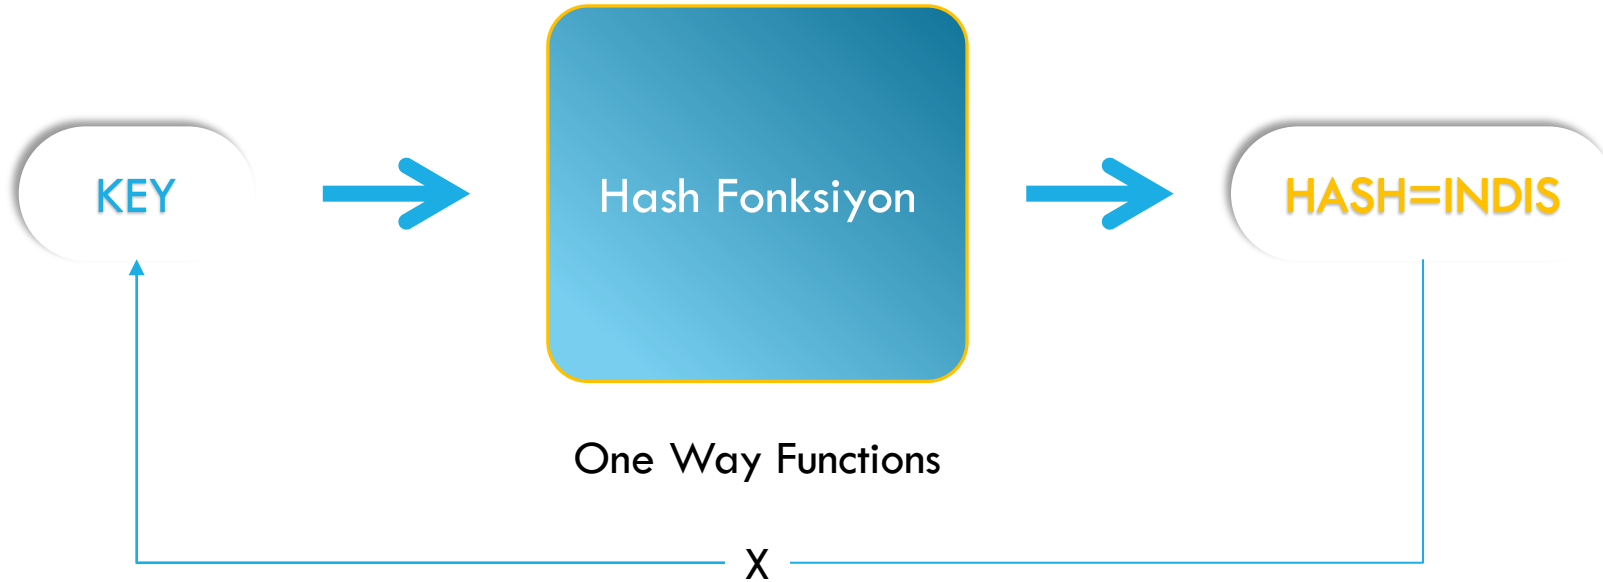 KEY
Hash Fonksiyon
HASH=INDIS
One Way Functions
X